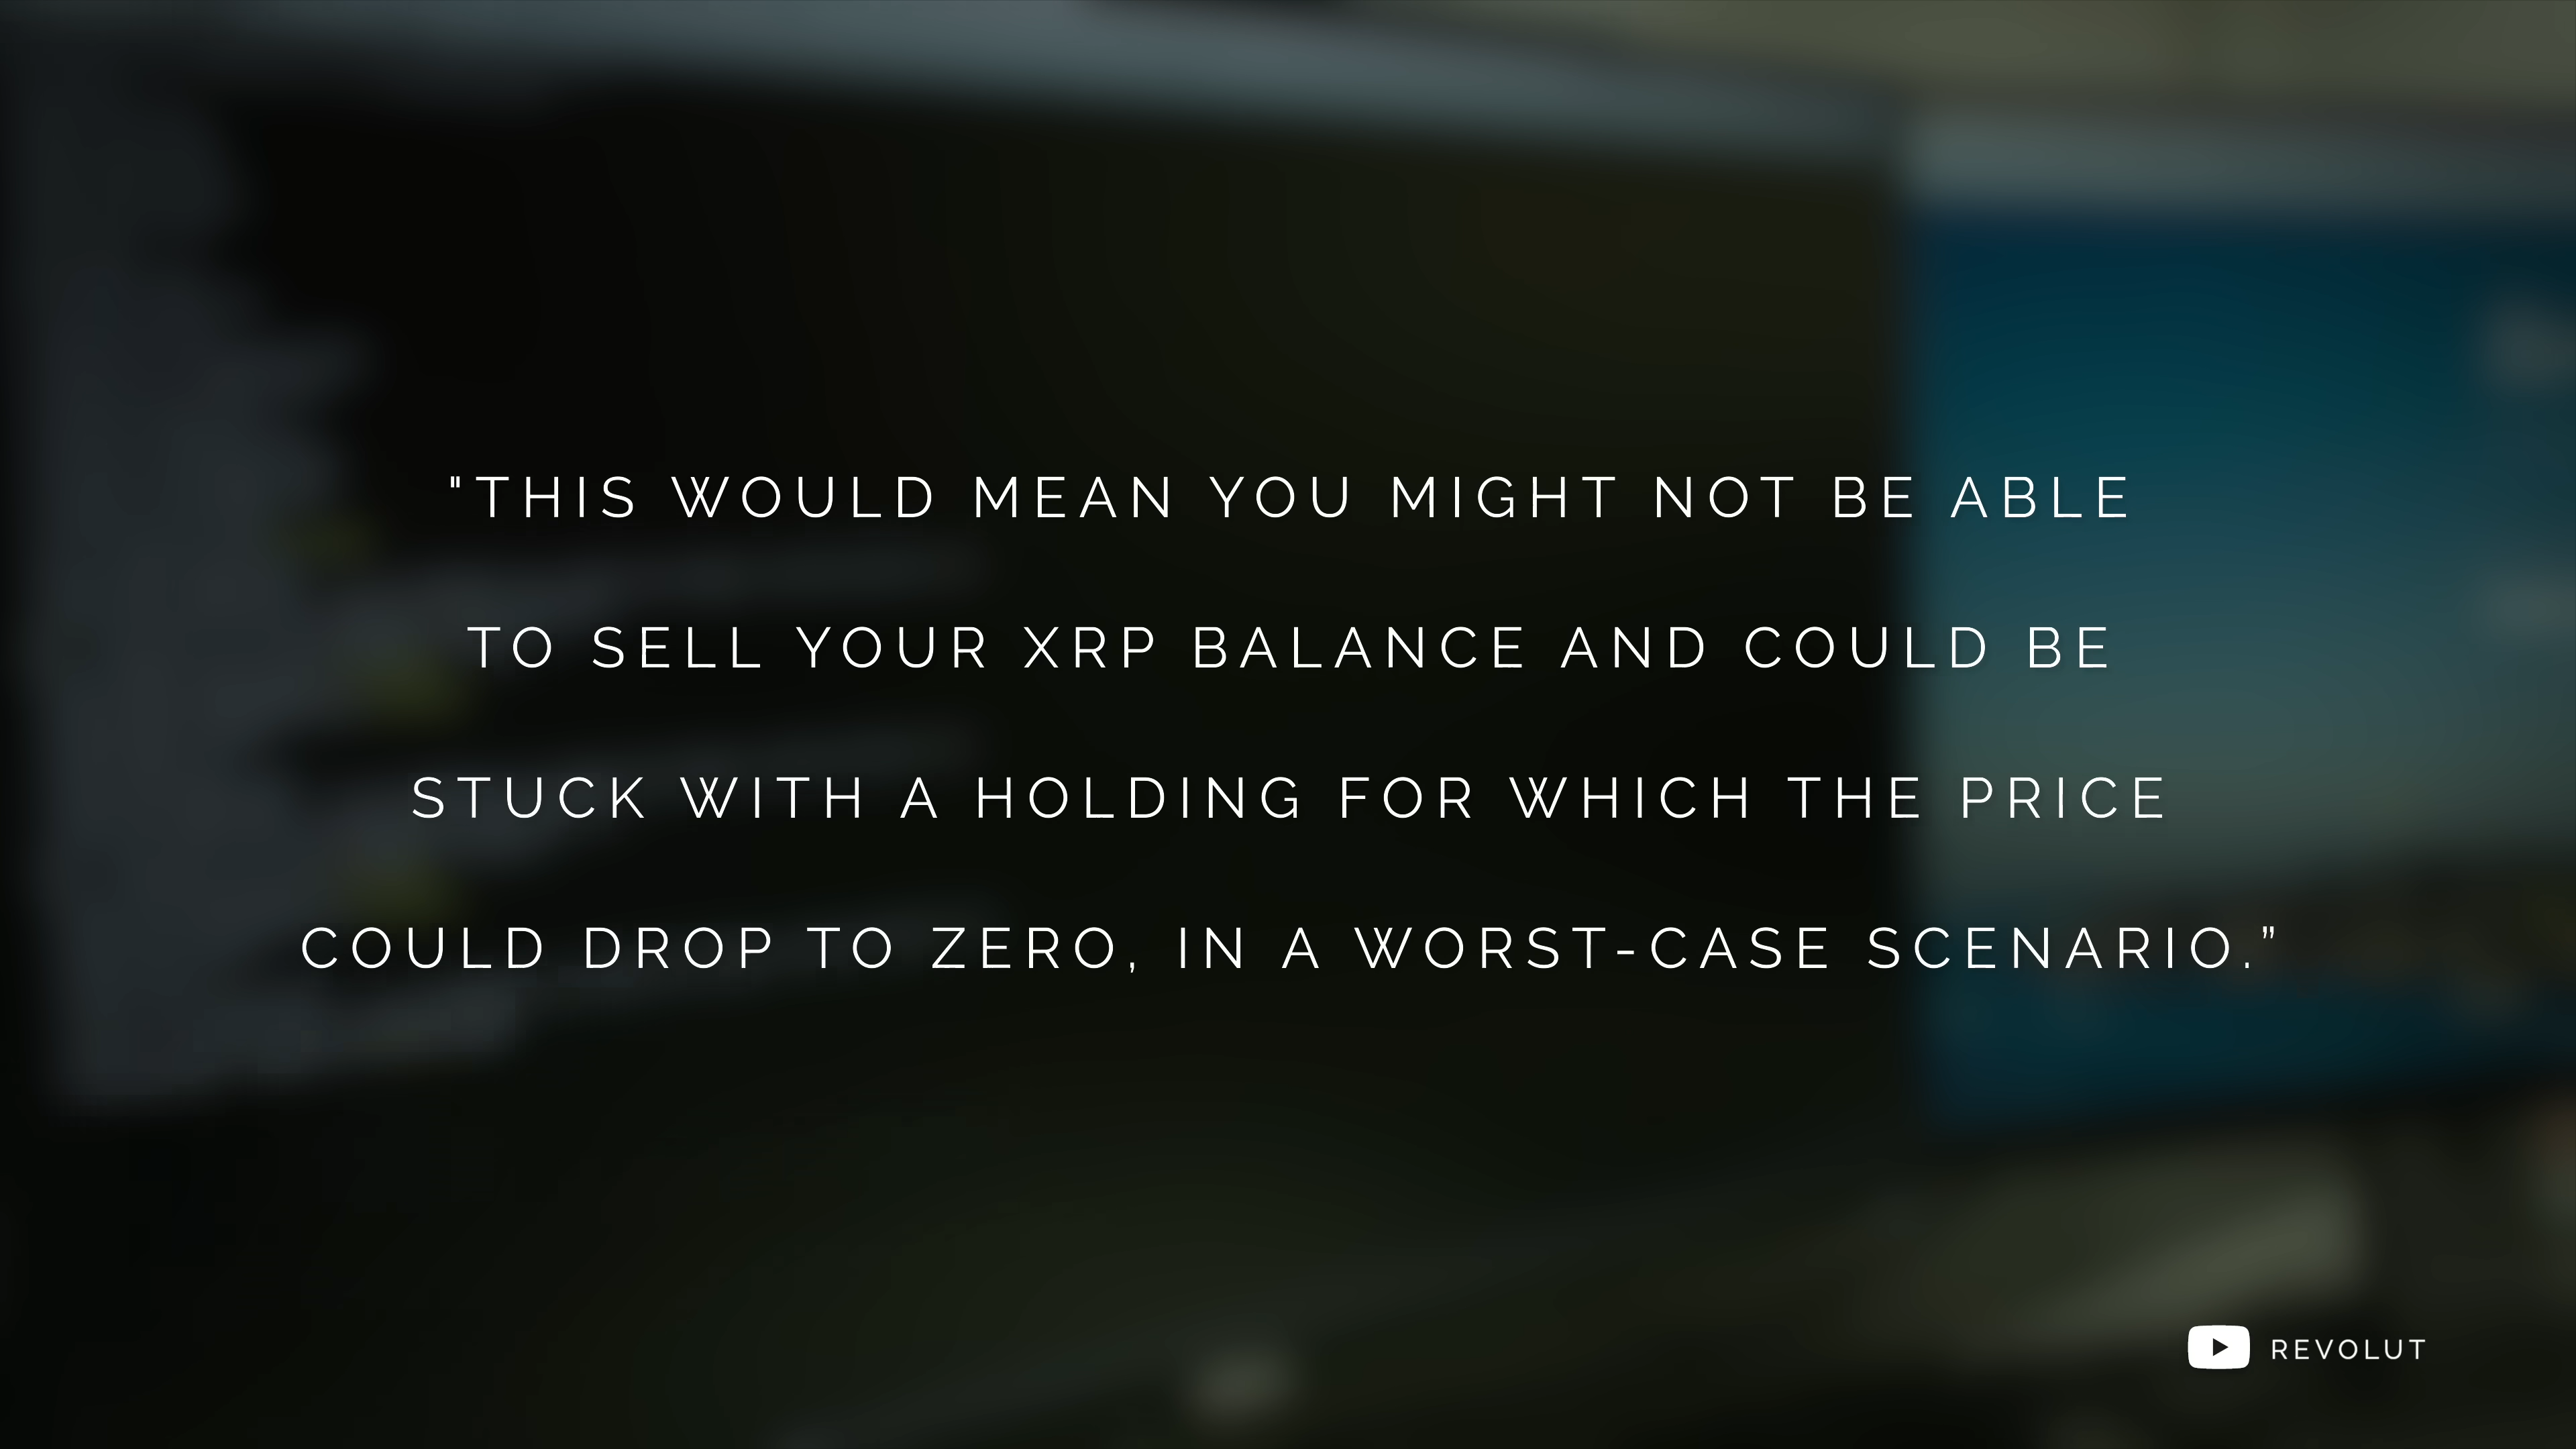 "THIS WOULD MEAN YOU MIGHT NOT BE ABLE
TO SELL YOUR XRP BALANCE AND COULD BE
STUCK WITH A HOLDING FOR WHICH THE PRICE
COULD DROP TO ZERO, IN A WORST-CASE SCENARIO.”
REVOLUT